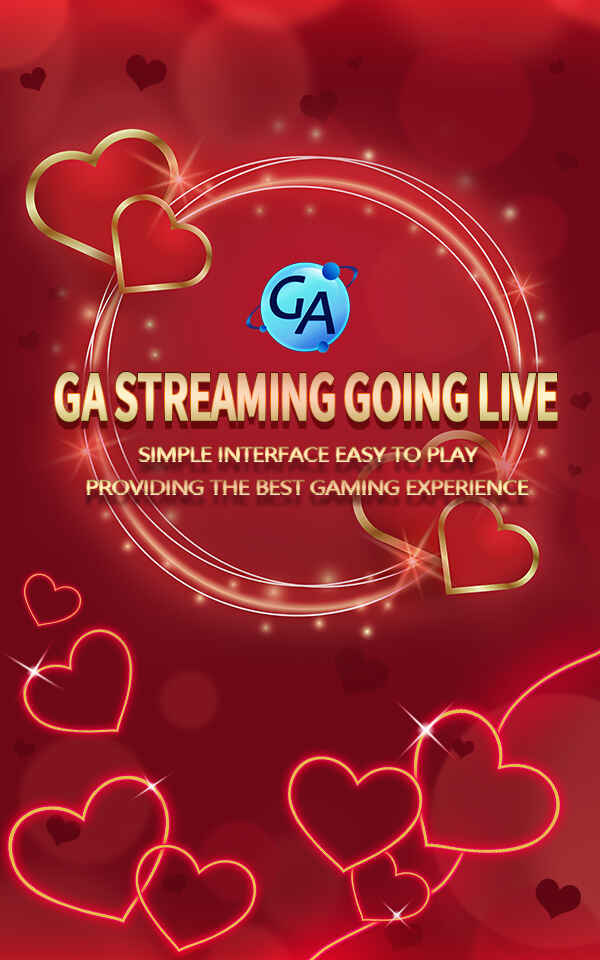 GA
GA STREAMING GOING LIVE
SIMPLE INTERFACE EASY TO PLAY
PROVIDING THE BEST GAMING EXPERIENCE